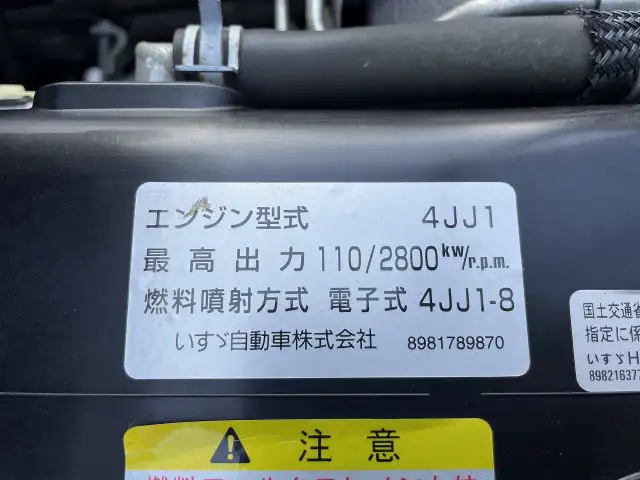 エンジン型式 4JJ1
最高出力 110/2800kw/r.p.m.
燃料噴射方式 電子式 4JJ1-8
いすゞ自動車株式会社 8981789870
国土交通省
指定に係
いすゞH
89821637
⚠ 注意